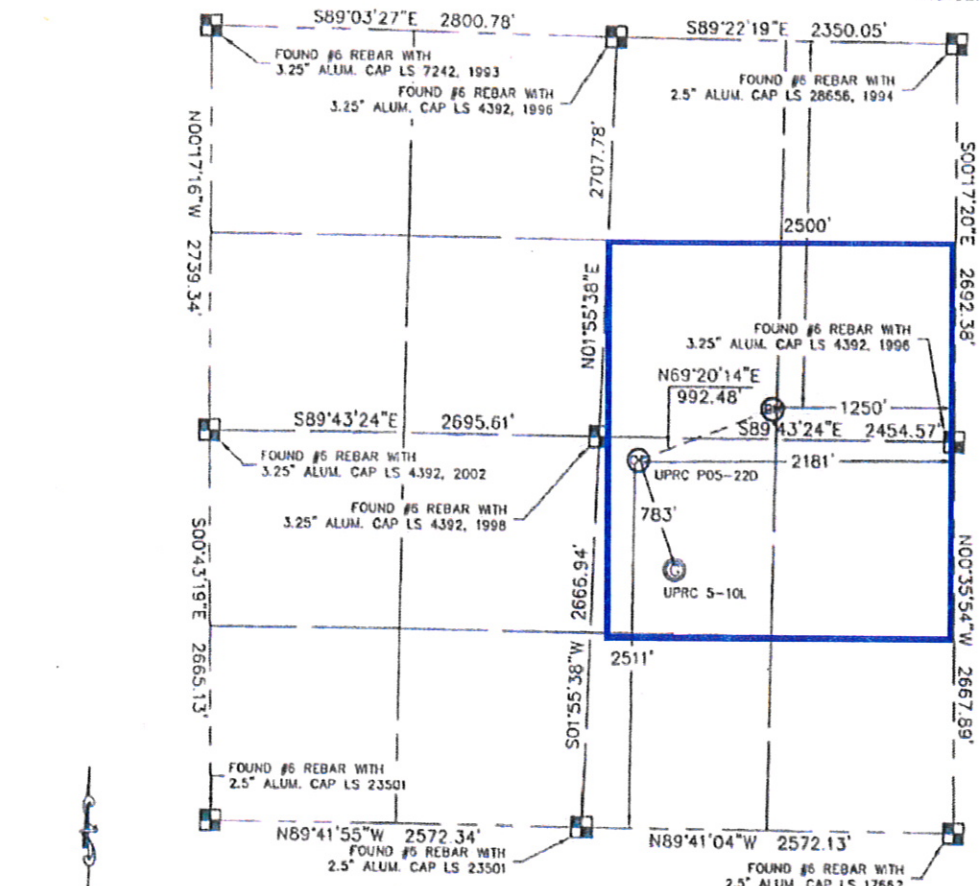 S89°03'27"E 2800.78'
S89°22'19"E 2350.05'
FOUND #6 REBAR WITH
3.25" ALUM. CAP LS 7242, 1993
FOUND #6 REBAR WITH
3.25" ALUM. CAP LS 4392, 1996
FOUND #6 REBAR WITH
2.5" ALUM. CAP LS 28656, 1994
N00°17'16"W 2739.34'
2707.78'
N01°55'38"E
S00°17'20"E 2692.38'
2500'
FOUND #6 REBAR WITH
3.25" ALUM. CAP LS 4392, 1996
N69°20'14"E
992.48'
1250'
S89°43'24"E 2695.61'
S89°43'24"E 2454.57'
2181'
FOUND #6 REBAR WITH
3.25" ALUM. CAP LS 4392, 2002
UPRC P05-22D
FOUND #6 REBAR WITH
3.25" ALUM. CAP LS 4392, 1998
783'
UPRC 5-10L
S00°43'19"E 2665.13'
S01°55'38"W 2666.94'
N00°35'54"W 2667.89'
2511'
FOUND #6 REBAR WITH
2.5" ALUM. CAP LS 23501
N89°41'55"W 2572.34'
N89°41'04"W 2572.13'
FOUND #6 REBAR WITH
2.5" ALUM. CAP LS 23501
FOUND #6 REBAR WITH
2.5" ALUM. CAP LS 17662